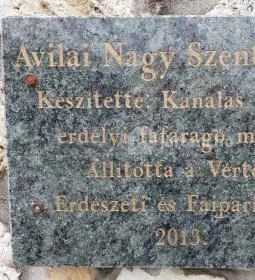 Avilai Nagy Szent
Készítette: Kanalas
erdélyi fafaragó m
Állította a Vérte
Erdészeti és Faipari
2013.